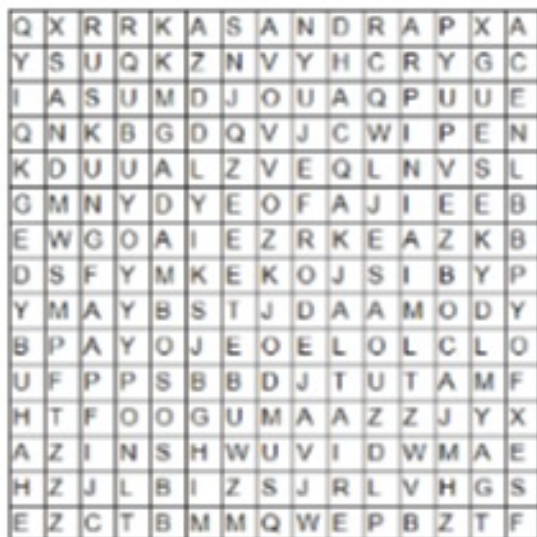 Q X R R K A S A N D R A P X A
Y S U Q K Z N V Y H C R Y G C
I A S U M D J O U A Q P U U E
Q N K B G D Q V J C W I P E N
K D U U A L Z V E Q L N V S L
G M N Y D Y E O F A J I E E B
E W G O A I E Z R K E A Z K B
D S F Y M K E K O J S I B Y P
Y M A Y B S T J D A A M O D Y
B P A Y O J E O E L O L C L O
U F P P S B B D J T U T A M F
H T F O O G U M A A Z Z J Y X
A Z I N S H W U V I D W M A E
H Z J L B I Z S J R L V H G S
E Z C T B M M Q W E P B Z T F